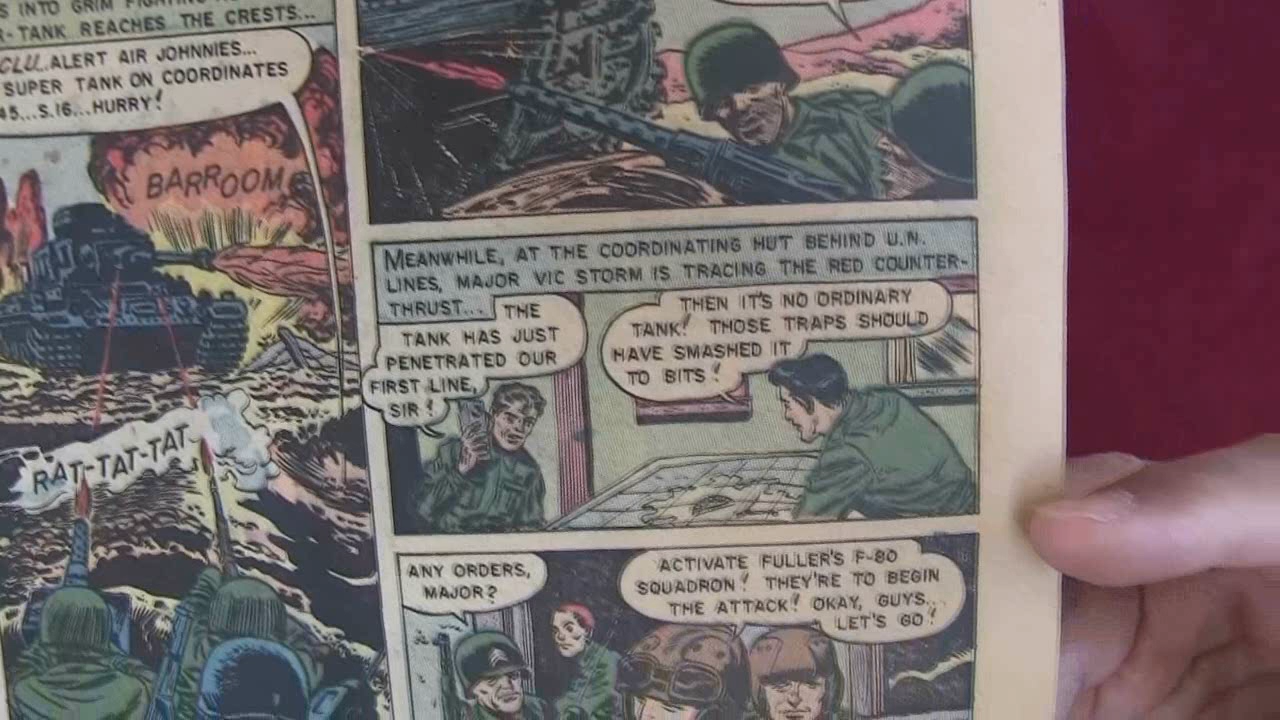 INTO GRIM
TANK REACHES THE CRESTS...
CLU..ALERT AIR JOHNNIES...
SUPER TANK ON COORDINATES
45...S.16...HURRY!
BARROOM
RAT-TAT-TAT
MEANWHILE, AT THE COORDINATING HUT BEHIND U.N.
LINES, MAJOR VIC STORM IS TRACING THE RED COUNTER-
THRUST...
THE
TANK HAS JUST
PENETRATED OUR
FIRST LINE,
SIR!
THEN IT'S NO ORDINARY
TANK! THOSE TRAPS SHOULD
HAVE SMASHED IT
TO BITS!
ANY ORDERS,
MAJOR?
ACTIVATE FULLER'S F-80
SQUADRON! THEY'RE TO BEGIN
THE ATTACK! OKAY, GUYS...
LET'S GO!